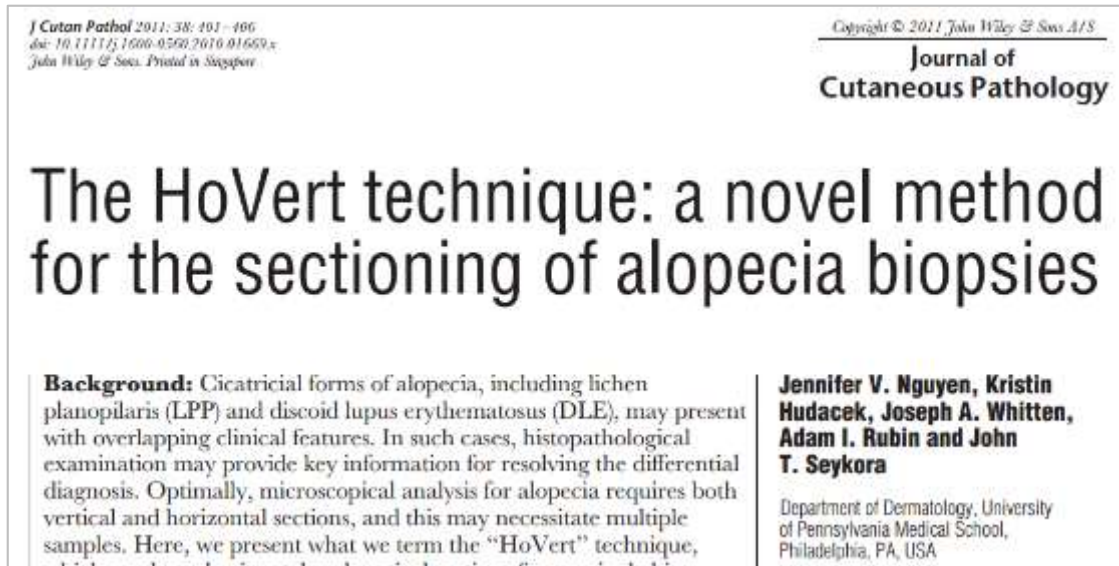 J Cutan Pathol 2011: 38: 401–406
doi: 10.1111/j.1600-0560.2010.01669.x
John Wiley & Sons. Printed in Singapore
Copyright © 2011 John Wiley & Sons A/S
Journal of
Cutaneous Pathology
The HoVert technique: a novel method
for the sectioning of alopecia biopsies
Background: Cicatricial forms of alopecia, including lichen
planopilaris (LPP) and discoid lupus erythematosus (DLE), may present
with overlapping clinical features. In such cases, histopathological
examination may provide key information for resolving the differential
diagnosis. Optimally, microscopical analysis for alopecia requires both
vertical and horizontal sections, and this may necessitate multiple
samples. Here, we present what we term the “HoVert” technique,
Jennifer V. Nguyen, Kristin
Hudacek, Joseph A. Whitten,
Adam I. Rubin and John
T. Seykora
Department of Dermatology, University
of Pennsylvania Medical School,
Philadelphia, PA, USA